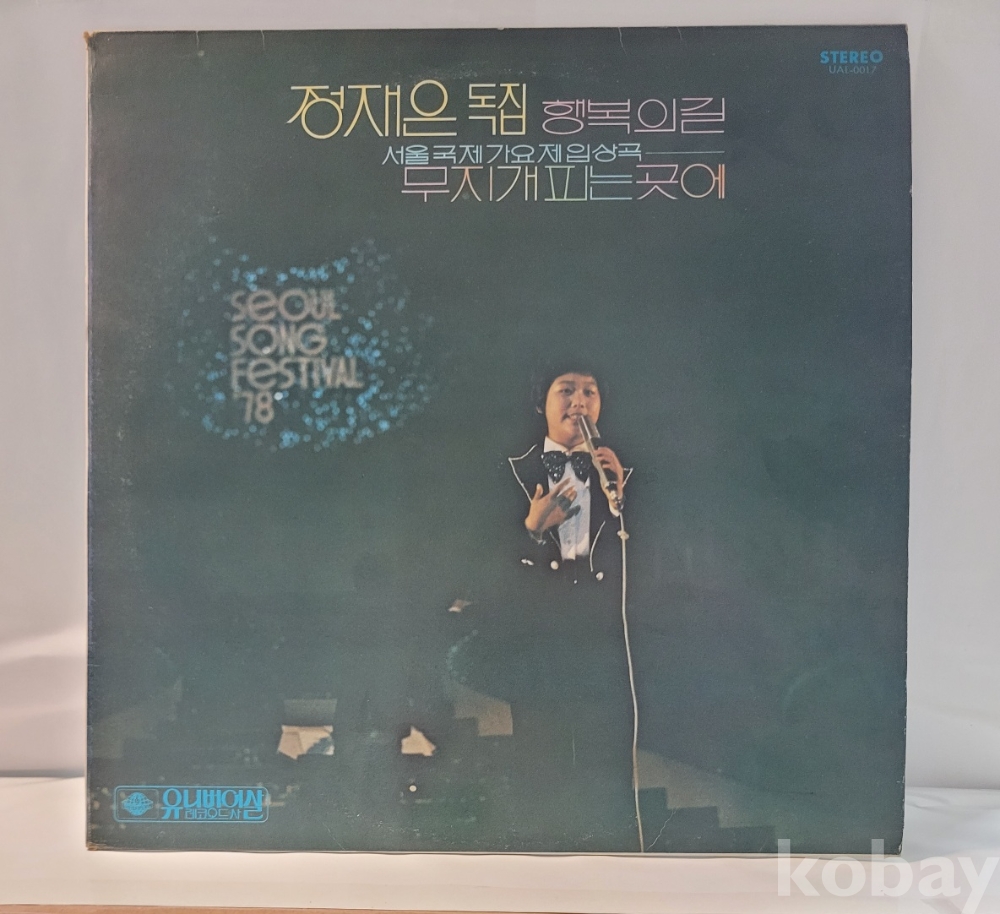 STEREO
UAL-0017
정재은 독집 행복의길
서울국제가요제입상곡
무지개피는곳에
SEOUL
SONG
FESTIVAL
'78
유니버어살
레코오드사
kobay